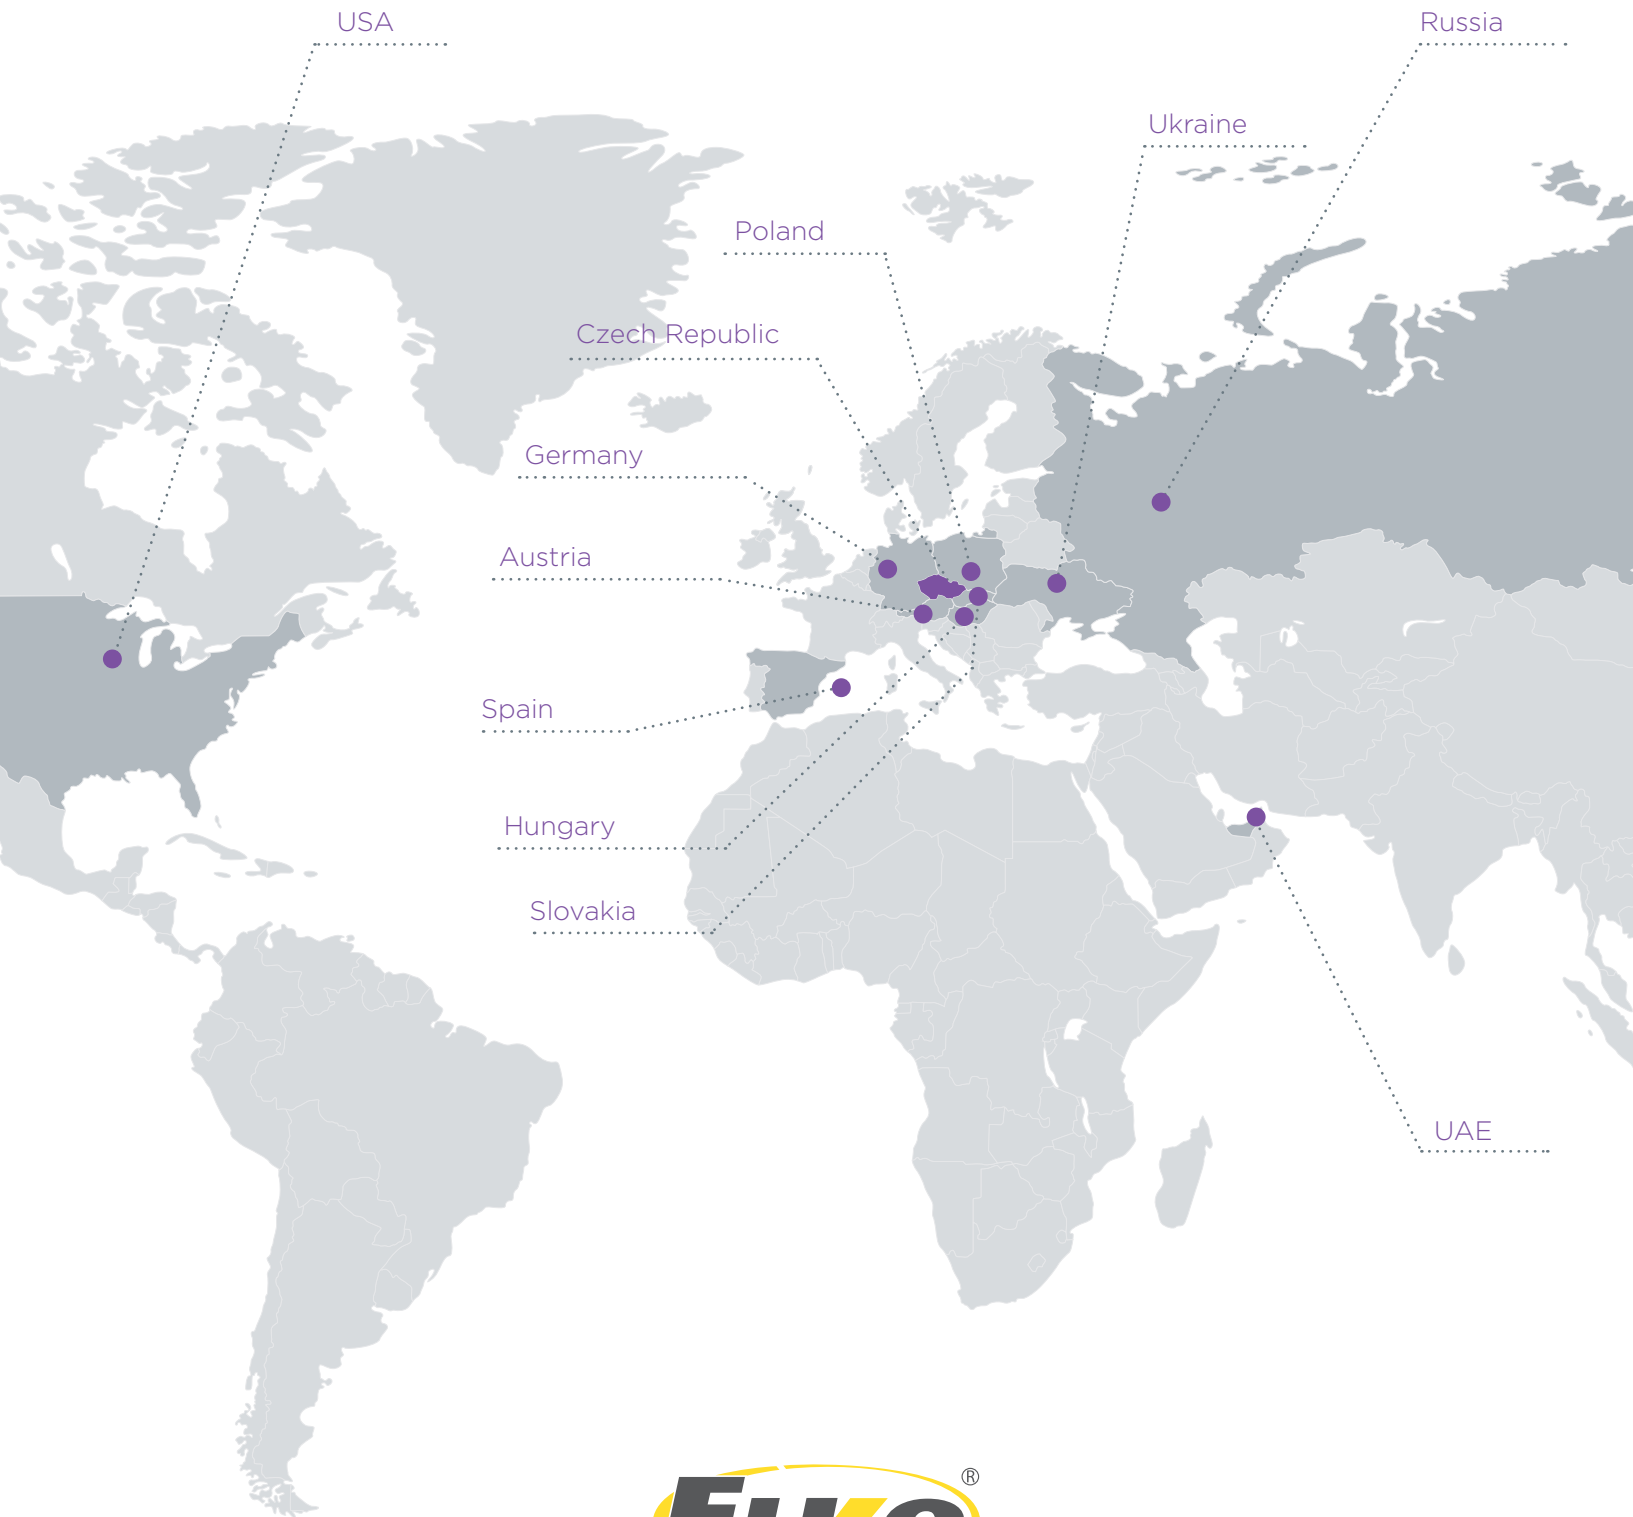 USA
Russia
Ukraine
Poland
Czech Republic
Germany
Austria
Spain
Hungary
Slovakia
UAE
®